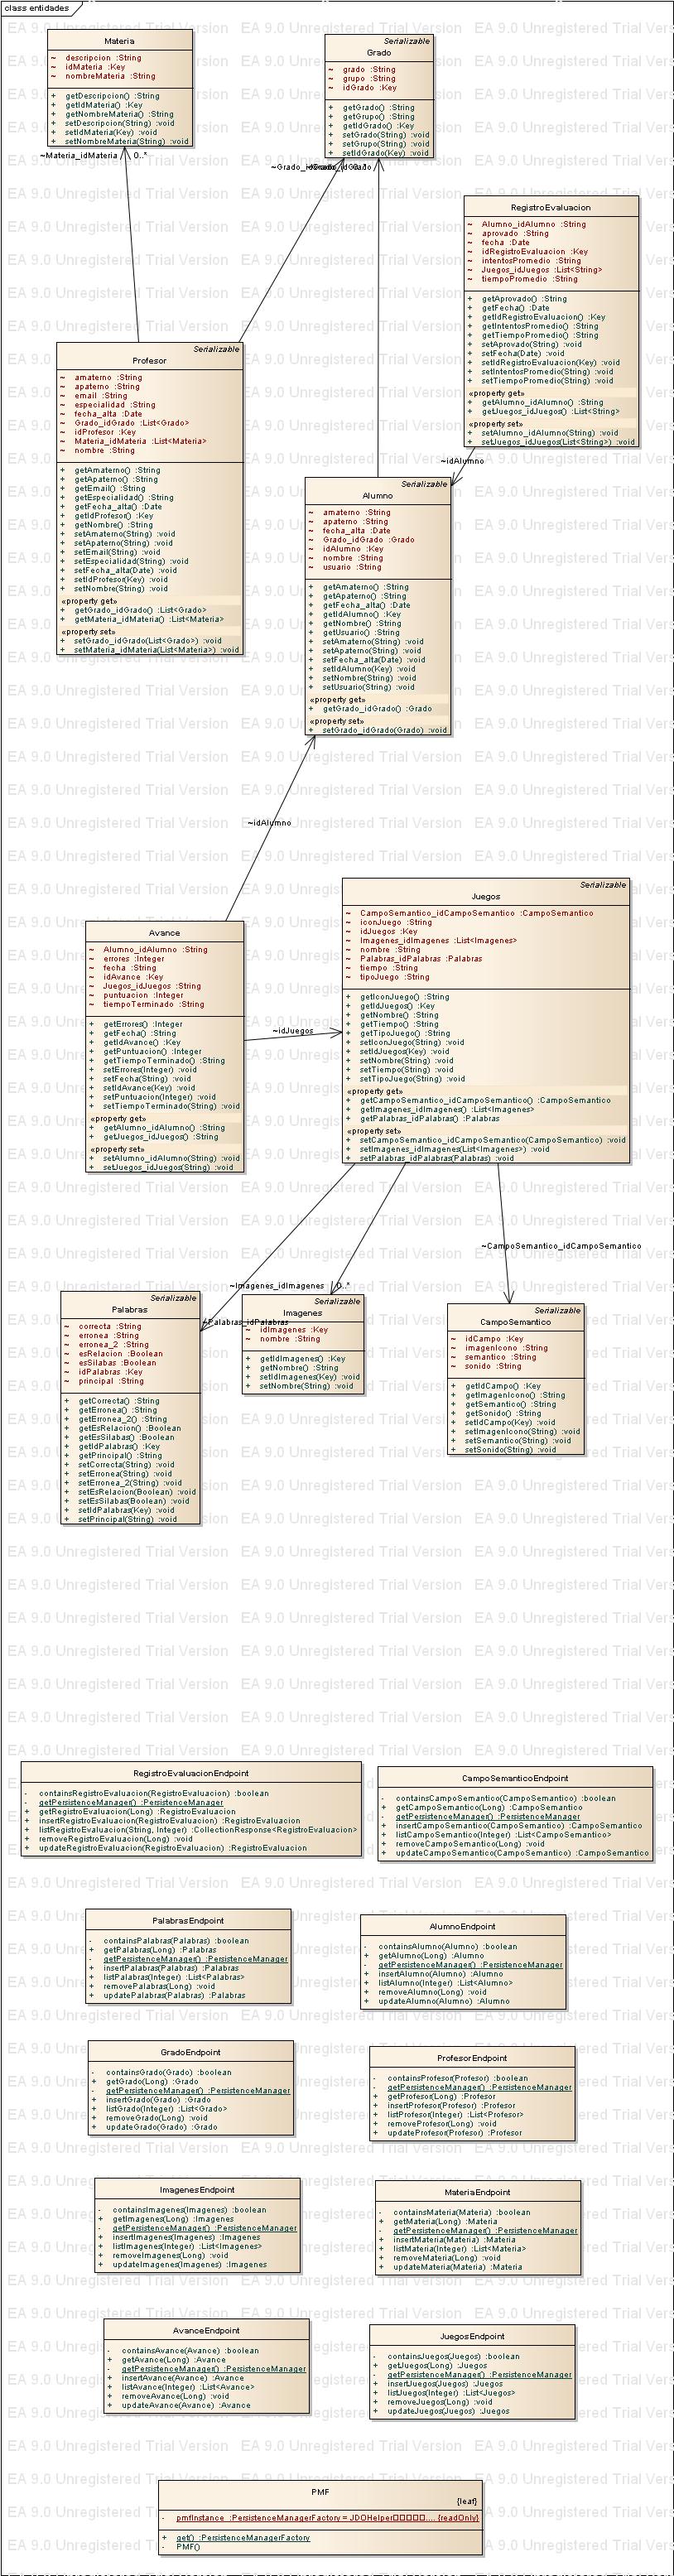 class entidades
EA 9.0 Unregistered Trial Version
Materia
~ descripcion :String
~ idMateria :Key
~ nombreMateria :String
+ getDescripcion() :String
+ getIdMateria() :Key
+ getNombreMateria() :String
+ setDescripcion(String) :void
+ setIdMateria(Key) :void
+ setNombreMateria(String) :void
~Materia_idMateria 0..*
Serializable
Grado
~ grado :String
~ grupo :String
~ idGrado :Key
+ getGrado() :String
+ getGrupo() :String
+ getIdGrado() :Key
+ setGrado(String) :void
+ setGrupo(String) :void
+ setIdGrado(Key) :void
RegistroEvaluacion
~ Alumno_idAlumno :String
~ aprovado :String
~ fecha :Date
~ idRegistroEvaluacion :Key
~ intentosPromedio :String
~ Juegos_idJuegos :List<String>
~ tiempoPromedio :String
+ getAprovado() :String
+ getFecha() :Date
+ getIdRegistroEvaluacion() :Key
+ getIntentosPromedio() :String
+ getTiempoPromedio() :String
+ setAprovado(String) :void
+ setFecha(Date) :void
+ setIdRegistroEvaluacion(Key) :void
+ setIntentosPromedio(String) :void
+ setTiempoPromedio(String) :void
«property get»
+ getAlumno_idAlumno() :String
+ getJuegos_idJuegos() :List<String>
«property set»
+ setAlumno_idAlumno(String) :void
+ setJuegos_idJuegos(List<String>) :void
~idAlumno
Serializable
Profesor
~ amaterno :String
~ apaterno :String
~ email :String
~ especialidad :String
~ fecha_alta :Date
~ Grado_idGrado :List<Grado>
~ idProfesor :Key
~ Materia_idMateria :List<Materia>
~ nombre :String
+ getAmaterno() :String
+ getApaterno() :String
+ getEmail() :String
+ getEspecialidad() :String
+ getFecha_alta() :Date
+ getIdProfesor() :Key
+ getNombre() :String
+ setAmaterno(String) :void
+ setApaterno(String) :void
+ setEmail(String) :void
+ setEspecialidad(String) :void
+ setFecha_alta(Date) :void
+ setIdProfesor(Key) :void
+ setNombre(String) :void
«property get»
+ getGrado_idGrado() :List<Grado>
+ getMateria_idMateria() :List<Materia>
«property set»
+ setGrado_idGrado(List<Grado>) :void
+ setMateria_idMateria(List<Materia>) :void
Serializable
Alumno
~ amaterno :String
~ apaterno :String
~ fecha_alta :Date
~ Grado_idGrado :Grado
~ idAlumno :Key
~ nombre :String
~ usuario :String
+ getAmaterno() :String
+ getApaterno() :String
+ getFecha_alta() :Date
+ getIdAlumno() :Key
+ getNombre() :String
+ getUsuario() :String
+ setAmaterno(String) :void
+ setApaterno(String) :void
+ setFecha_alta(Date) :void
+ setIdAlumno(Key) :void
+ setNombre(String) :void
+ setUsuario(String) :void
«property get»
+ getGrado_idGrado() :Grado
«property set»
+ setGrado_idGrado(Grado) :void
~idAlumno
Avance
~ Alumno_idAlumno :String
~ errores :Integer
~ fecha :String
~ idAvance :Key
~ Juegos_idJuegos :String
~ puntuacion :Integer
~ tiempoTerminado :String
+ getErrores() :Integer
+ getFecha() :String
+ getIdAvance() :Key
+ getPuntuacion() :Integer
+ getTiempoTerminado() :String
+ setErrores(Integer) :void
+ setFecha(String) :void
+ setIdAvance(Key) :void
+ setPuntuacion(Integer) :void
+ setTiempoTerminado(String) :void
«property get»
+ getAlumno_idAlumno() :String
+ getJuegos_idJuegos() :String
«property set»
+ setAlumno_idAlumno(String) :void
+ setJuegos_idJuegos(String) :void
~idJuegos
Serializable
Juegos
~ CampoSemantico_idCampoSemantico :CampoSemantico
~ iconJuego :String
~ idJuegos :Key
~ Imagenes_idImagenes :List<Imagenes>
~ nombre :String
~ Palabras_idPalabras :Palabras
~ tiempo :String
~ tipoJuego :String
+ getIconJuego() :String
+ getIdJuegos() :Key
+ getNombre() :String
+ getTiempo() :String
+ getTipoJuego() :String
+ setIconJuego(String) :void
+ setIdJuegos(Key) :void
+ setNombre(String) :void
+ setTiempo(String) :void
+ setTipoJuego(String) :void
«property get»
+ getCampoSemantico_idCampoSemantico() :CampoSemantico
+ getImagenes_idImagenes() :List<Imagenes>
+ getPalabras_idPalabras() :Palabras
«property set»
+ setCampoSemantico_idCampoSemantico(CampoSemantico) :void
+ setImagenes_idImagenes(List<Imagenes>) :void
+ setPalabras_idPalabras(Palabras) :void
~CampoSemantico_idCampoSemantico
~Imagenes_idImagenes 0..*
~Palabras_idPalabras
Serializable
Palabras
~ correcta :String
~ erronea :String
~ erronea_2 :String
~ esRelacion :Boolean
~ esSilabas :Boolean
~ idPalabras :Key
~ principal :String
+ getCorrecta() :String
+ getErronea() :String
+ getErronea_2() :String
+ getEsRelacion() :Boolean
+ getEsSilabas() :Boolean
+ getIdPalabras() :Key
+ getPrincipal() :String
+ setCorrecta(String) :void
+ setErronea(String) :void
+ setErronea_2(String) :void
+ setEsRelacion(Boolean) :void
+ setEsSilabas(Boolean) :void
+ setIdPalabras(Key) :void
+ setPrincipal(String) :void
Serializable
Imagenes
~ idImagenes :Key
~ nombre :String
+ getIdImagenes() :Key
+ getNombre() :String
+ setIdImagenes(Key) :void
+ setNombre(String) :void
Serializable
CampoSemantico
~ idCampo :Key
~ imagenIcono :String
~ semantico :String
~ sonido :String
+ getIdCampo() :Key
+ getImagenIcono() :String
+ getSemantico() :String
+ getSonido() :String
+ setIdCampo(Key) :void
+ setImagenIcono(String) :void
+ setSemantico(String) :void
+ setSonido(String) :void
RegistroEvaluacionEndpoint
- containsRegistroEvaluacion(RegistroEvaluacion) :boolean
- getPersistenceManager() :PersistenceManager
+ getRegistroEvaluacion(Long) :RegistroEvaluacion
+ insertRegistroEvaluacion(RegistroEvaluacion) :RegistroEvaluacion
+ listRegistroEvaluacion(String, Integer) :CollectionResponse<RegistroEvaluacion>
+ removeRegistroEvaluacion(Long) :void
+ updateRegistroEvaluacion(RegistroEvaluacion) :RegistroEvaluacion
CampoSemanticoEndpoint
- containsCampoSemantico(CampoSemantico) :boolean
+ getCampoSemantico(Long) :CampoSemantico
- getPersistenceManager() :PersistenceManager
+ insertCampoSemantico(CampoSemantico) :CampoSemantico
+ listCampoSemantico(Integer) :List<CampoSemantico>
+ removeCampoSemantico(Long) :void
+ updateCampoSemantico(CampoSemantico) :CampoSemantico
PalabrasEndpoint
- containsPalabras(Palabras) :boolean
+ getPalabras(Long) :Palabras
- getPersistenceManager() :PersistenceManager
+ insertPalabras(Palabras) :Palabras
+ listPalabras(Integer) :List<Palabras>
+ removePalabras(Long) :void
+ updatePalabras(Palabras) :Palabras
AlumnoEndpoint
- containsAlumno(Alumno) :boolean
+ getAlumno(Long) :Alumno
- getPersistenceManager() :PersistenceManager
+ insertAlumno(Alumno) :Alumno
+ listAlumno(Integer) :List<Alumno>
+ removeAlumno(Long) :void
+ updateAlumno(Alumno) :Alumno
GradoEndpoint
- containsGrado(Grado) :boolean
+ getGrado(Long) :Grado
- getPersistenceManager() :PersistenceManager
+ insertGrado(Grado) :Grado
+ listGrado(Integer) :List<Grado>
+ removeGrado(Long) :void
+ updateGrado(Grado) :Grado
ProfesorEndpoint
- containsProfesor(Profesor) :boolean
- getPersistenceManager() :PersistenceManager
+ getProfesor(Long) :Profesor
+ insertProfesor(Profesor) :Profesor
+ listProfesor(Integer) :List<Profesor>
+ removeProfesor(Long) :void
+ updateProfesor(Profesor) :Profesor
ImagenesEndpoint
- containsImagenes(Imagenes) :boolean
+ getImagenes(Long) :Imagenes
- getPersistenceManager() :PersistenceManager
+ insertImagenes(Imagenes) :Imagenes
+ listImagenes(Integer) :List<Imagenes>
+ removeImagenes(Long) :void
+ updateImagenes(Imagenes) :Imagenes
MateriaEndpoint
- containsMateria(Materia) :boolean
+ getMateria(Long) :Materia
- getPersistenceManager() :PersistenceManager
+ insertMateria(Materia) :Materia
+ listMateria(Integer) :List<Materia>
+ removeMateria(Long) :void
+ updateMateria(Materia) :Materia
AvanceEndpoint
- containsAvance(Avance) :boolean
+ getAvance(Long) :Avance
- getPersistenceManager() :PersistenceManager
+ insertAvance(Avance) :Avance
+ listAvance(Integer) :List<Avance>
+ removeAvance(Long) :void
+ updateAvance(Avance) :Avance
JuegosEndpoint
- containsJuegos(Juegos) :boolean
+ getJuegos(Long) :Juegos
- getPersistenceManager() :PersistenceManager
+ insertJuegos(Juegos) :Juegos
+ listJuegos(Integer) :List<Juegos>
+ removeJuegos(Long) :void
+ updateJuegos(Juegos) :Juegos
PMF
{leaf}
- pmfInstance :PersistenceManagerFactory = JDOHelper□□□□□.... {readOnly}
+ get() :PersistenceManagerFactory
- PMF()